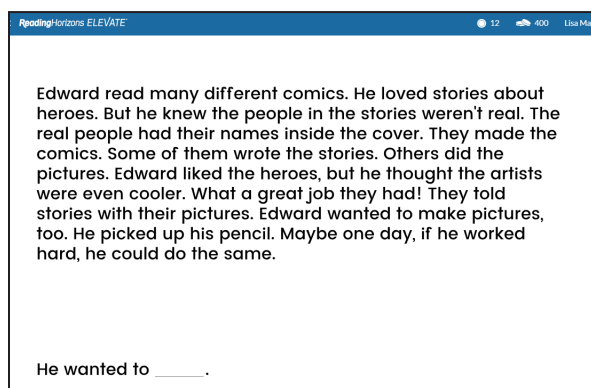 ReadingHorizons ELEVATE 12 400 Lisa Ma
Edward read many different comics. He loved stories about
heroes. But he knew the people in the stories weren't real. The
real people had their names inside the cover. They made the
comics. Some of them wrote the stories. Others did the
pictures. Edward liked the heroes, but he thought the artists
were even cooler. What a great job they had! They told
stories with their pictures. Edward wanted to make pictures,
too. He picked up his pencil. Maybe one day, if he worked
hard, he could do the same.
He wanted to ______.